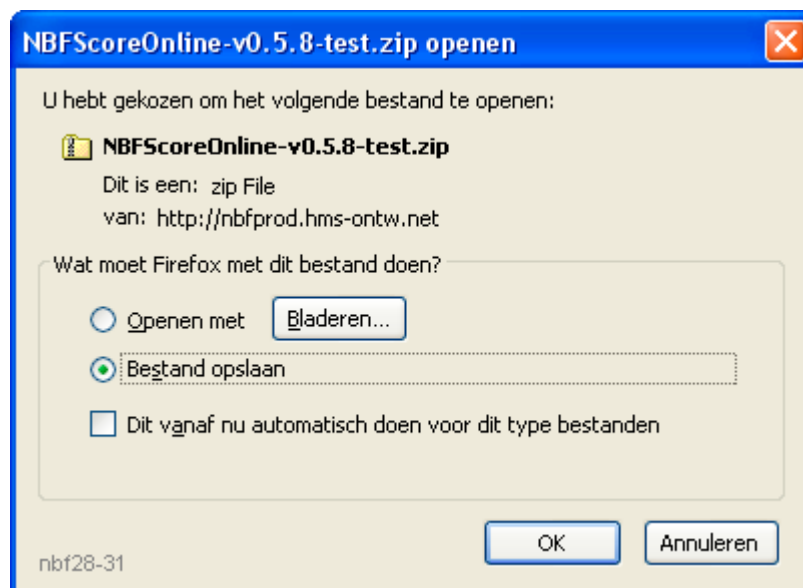 NBFScoreOnline-v0.5.8-test.zip openen
U hebt gekozen om het volgende bestand te openen:
NBFScoreOnline-v0.5.8-test.zip
Dit is een: zip File
van: http://nbfprod.hms-ontw.net
Wat moet Firefox met dit bestand doen?
Openen met Bladeren...
Bestand opslaan
Dit vanaf nu automatisch doen voor dit type bestanden
OK Annuleren
nbf28-31